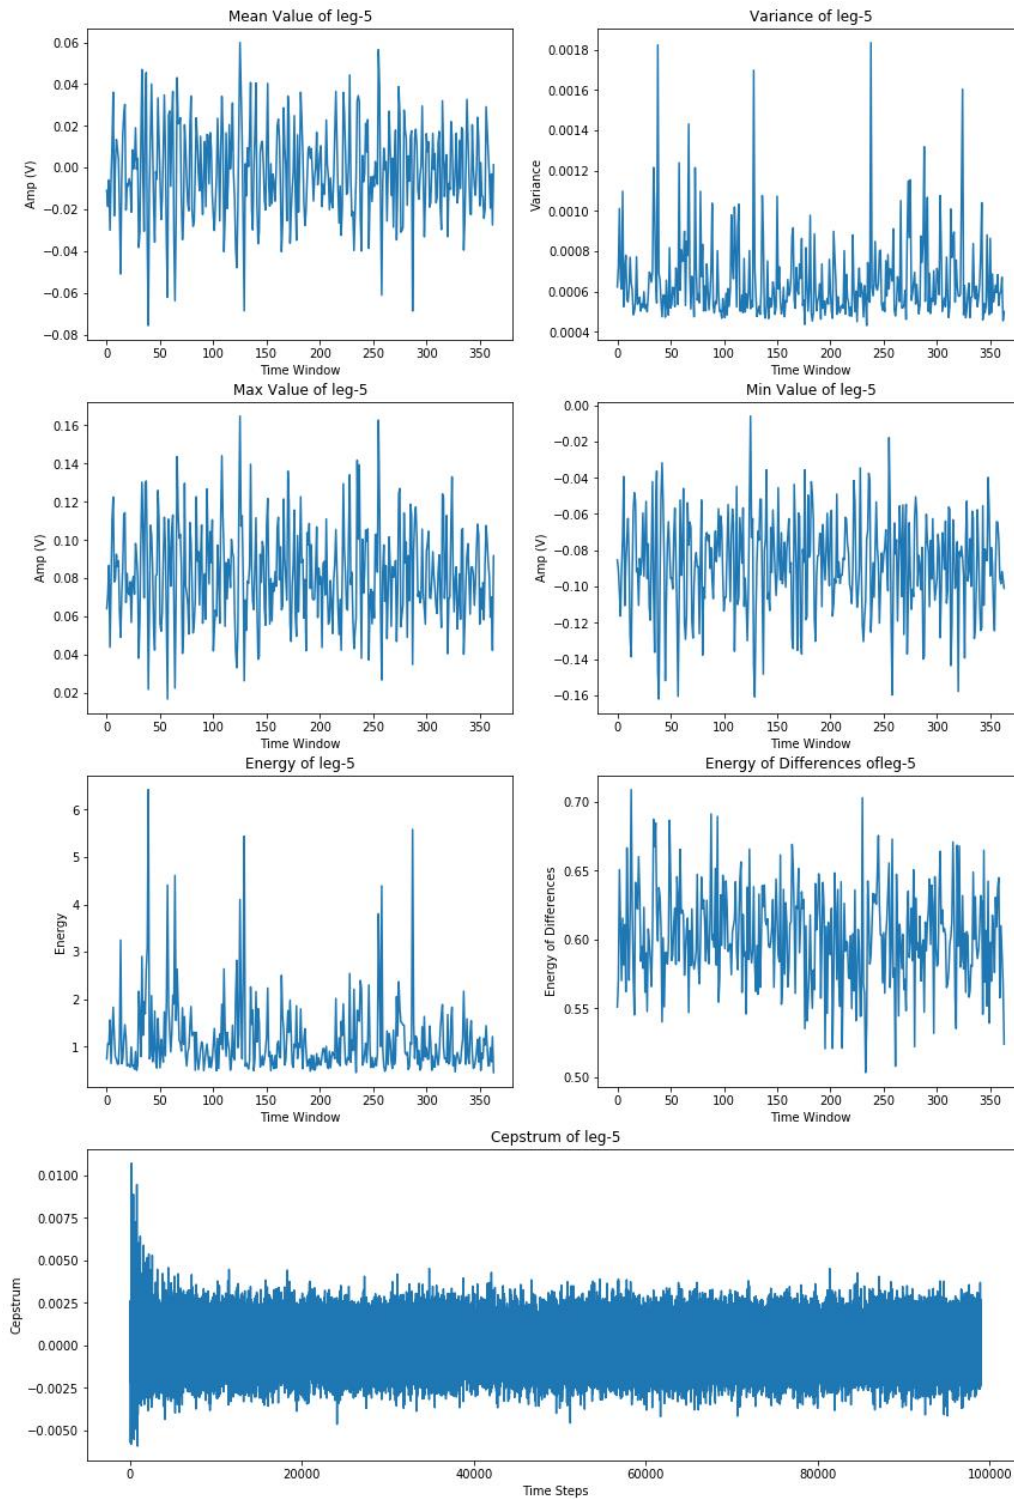 Mean Value of leg-5
Amp (V)
0.06
0.04
0.02
0.00
−0.02
−0.04
−0.06
−0.08
0 50 100 150 200 250 300 350
Time Window
Variance of leg-5
Variance
0.0018
0.0016
0.0014
0.0012
0.0010
0.0008
0.0006
0.0004
0 50 100 150 200 250 300 350
Time Window
Max Value of leg-5
Amp (V)
0.16
0.14
0.12
0.10
0.08
0.06
0.04
0.02
0 50 100 150 200 250 300 350
Time Window
Min Value of leg-5
Amp (V)
0.00
−0.02
−0.04
−0.06
−0.08
−0.10
−0.12
−0.14
−0.16
0 50 100 150 200 250 300 350
Time Window
Energy of leg-5
Energy
6
5
4
3
2
1
0 50 100 150 200 250 300 350
Time Window
Energy of Differences ofleg-5
Energy of Differences
0.70
0.65
0.60
0.55
0.50
0 50 100 150 200 250 300 350
Time Window
Cepstrum of leg-5
Cepstrum
0.0100
0.0075
0.0050
0.0025
0.0000
−0.0025
−0.0050
0 20000 40000 60000 80000 100000
Time Steps